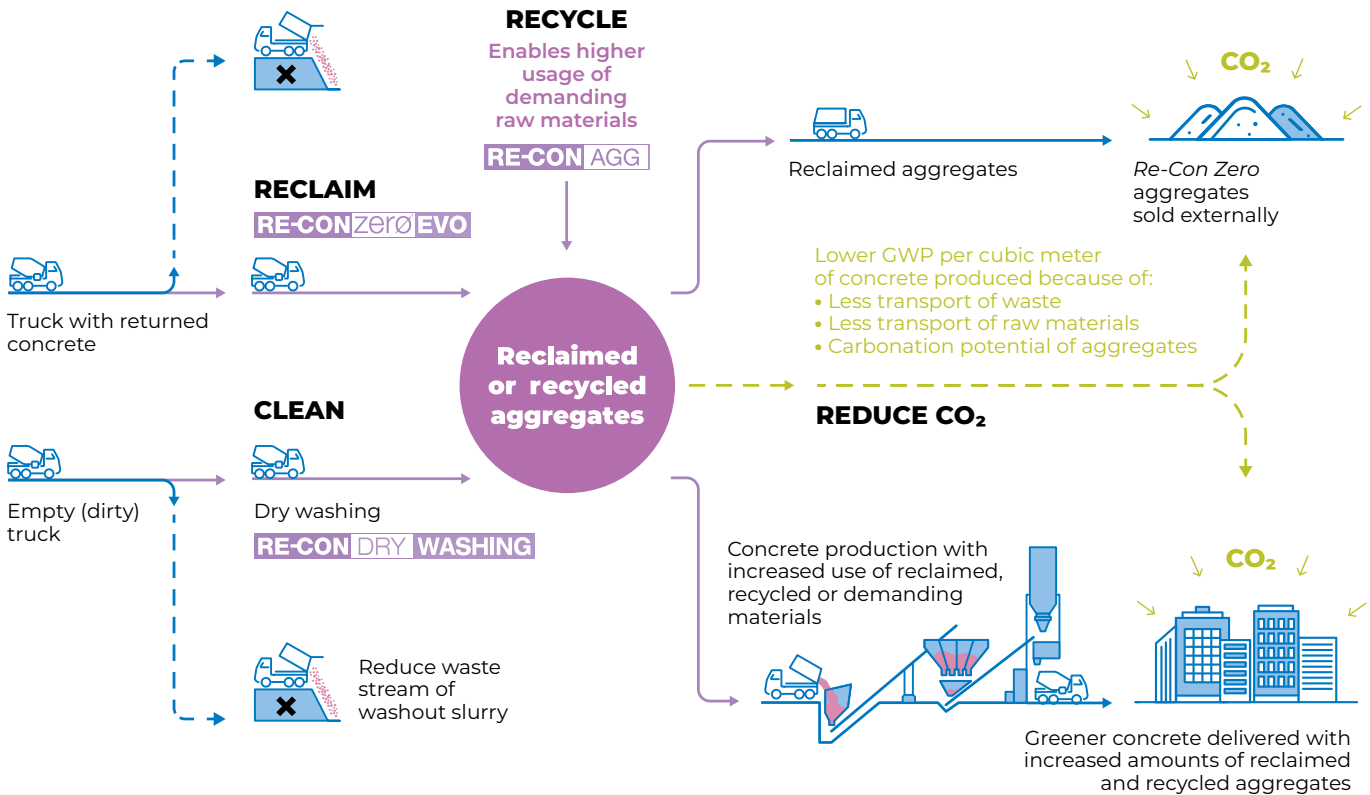 RECYCLE
Enables higher
usage of
demanding
raw materials
RE-CON AGG
CO₂
Reclaimed aggregates
Re-Con Zero
aggregates
sold externally
RECLAIM
RE-CON zerø EVO
Truck with returned
concrete
Lower GWP per cubic meter
of concrete produced because of:
• Less transport of waste
• Less transport of raw materials
• Carbonation potential of aggregates
Reclaimed
or recycled
aggregates
REDUCE CO₂
CLEAN
Empty (dirty)
truck
Dry washing
RE-CON DRY WASHING
Reduce waste
stream of
washout slurry
Concrete production with
increased use of reclaimed,
recycled or demanding
materials
CO₂
Greener concrete delivered with
increased amounts of reclaimed
and recycled aggregates